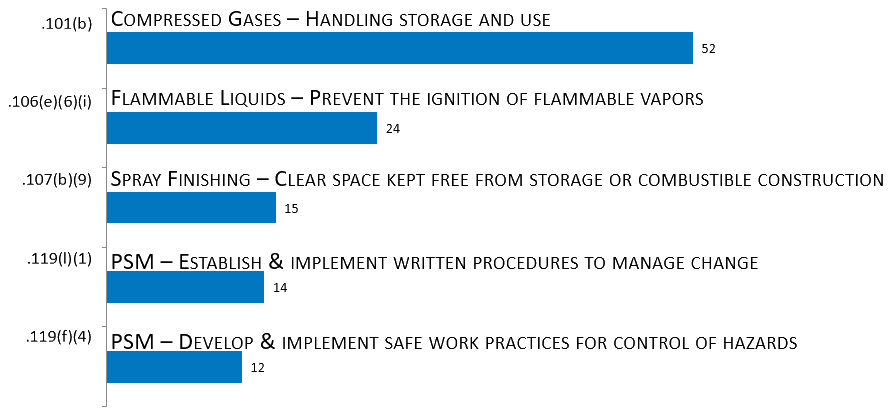 .101(b)
Compressed Gases – Handling storage and use
52
.106(e)(6)(i)
Flammable Liquids – Prevent the ignition of flammable vapors
24
.107(b)(9)
Spray Finishing – Clear space kept free from storage or combustible construction
15
.119(l)(1)
PSM – Establish & implement written procedures to manage change
14
.119(f)(4)
PSM – Develop & implement safe work practices for control of hazards
12